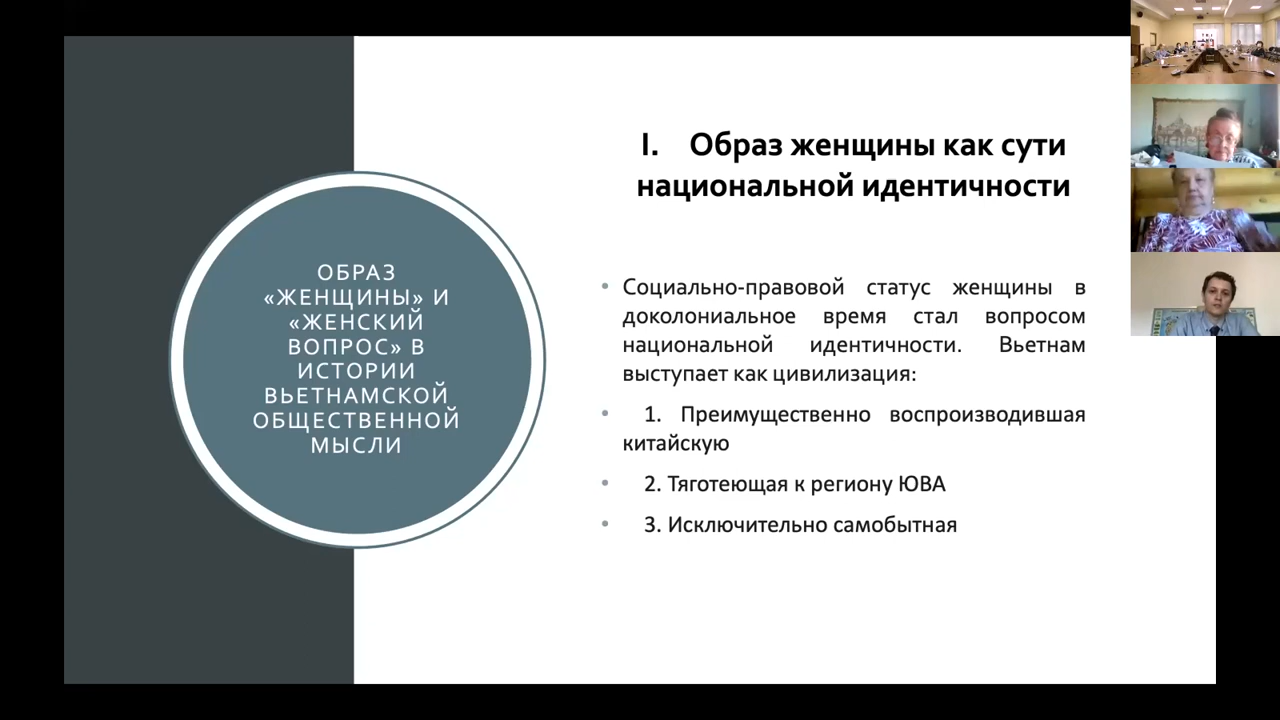 ОБРАЗ
«ЖЕНЩИНЫ» И
«ЖЕНСКИЙ
ВОПРОС» В
ИСТОРИИ
ВЬЕТНАМСКОЙ
ОБЩЕСТВЕННОЙ
МЫСЛИ
I. Образ женщины как сути
национальной идентичности
• Социально-правовой статус женщины в
доколониальное время стал вопросом
национальной идентичности. Вьетнам
выступает как цивилизация:
• 1. Преимущественно воспроизводившая
китайскую
• 2. Тяготеющая к региону ЮВА
• 3. Исключительно самобытная